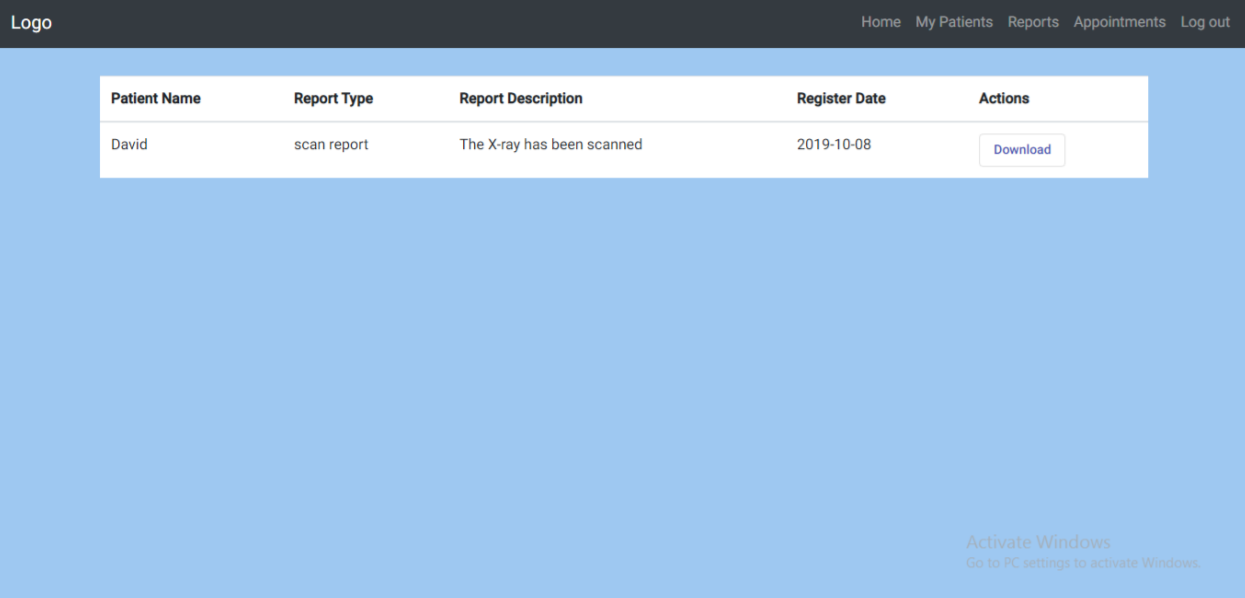 Logo Home My Patients Reports Appointments Log out
Patient Name Report Type Report Description Register Date Actions
David scan report The X-ray has been scanned 2019-10-08 Download
Activate Windows
Go to PC settings to activate Windows.